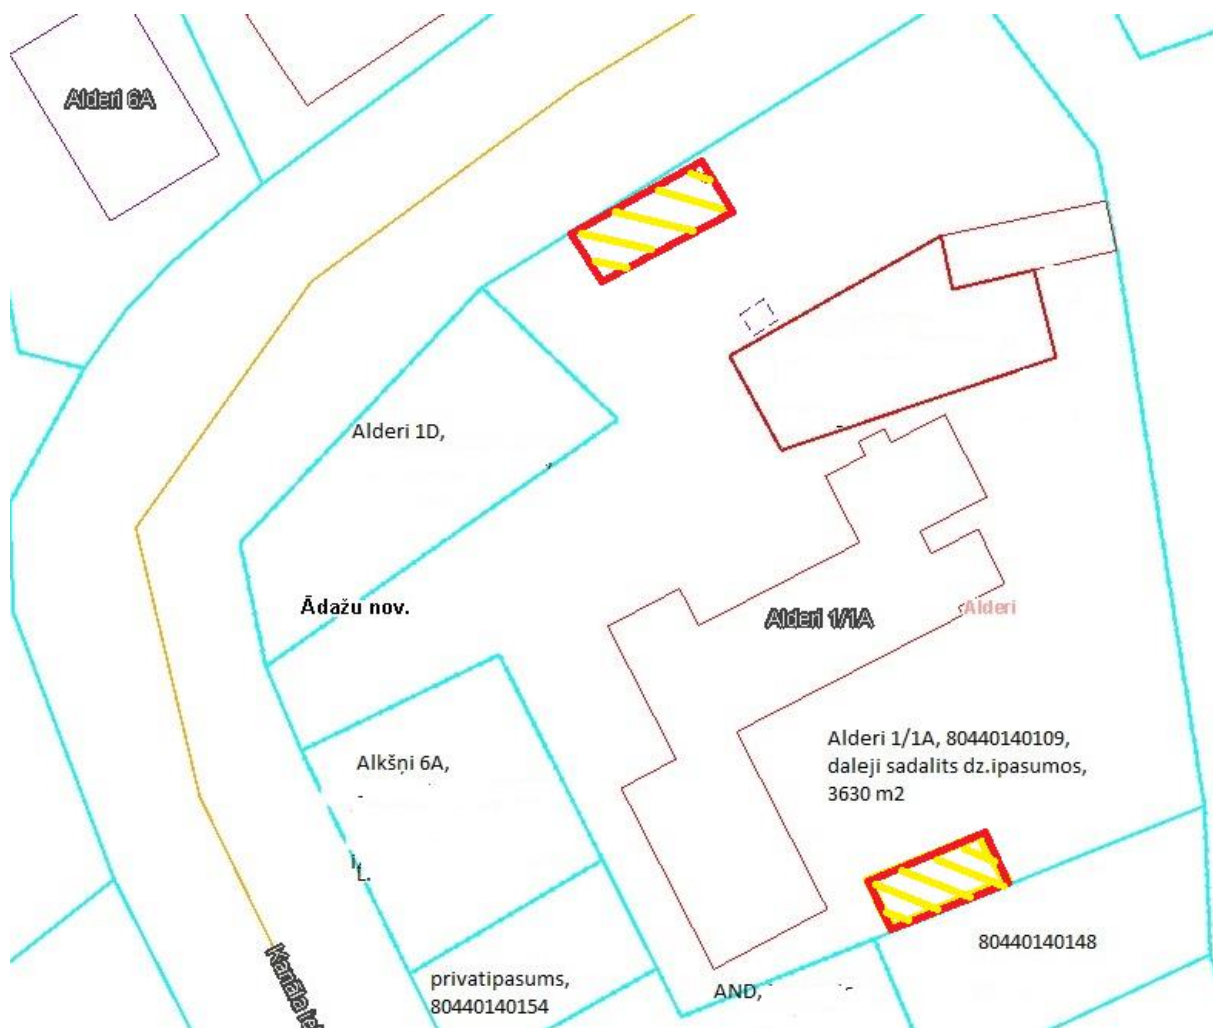 Alderi 6A
Alderi 1D,
Ādažu nov.
Alderi 1/1A
Alderi
Alkšņi 6A,
Alderi 1/1A, 80440140109,
daleji sadalits dz.ipasumos,
3630 m2
L.
80440140148
privatipasums,
80440140154
AND,
Kanāla